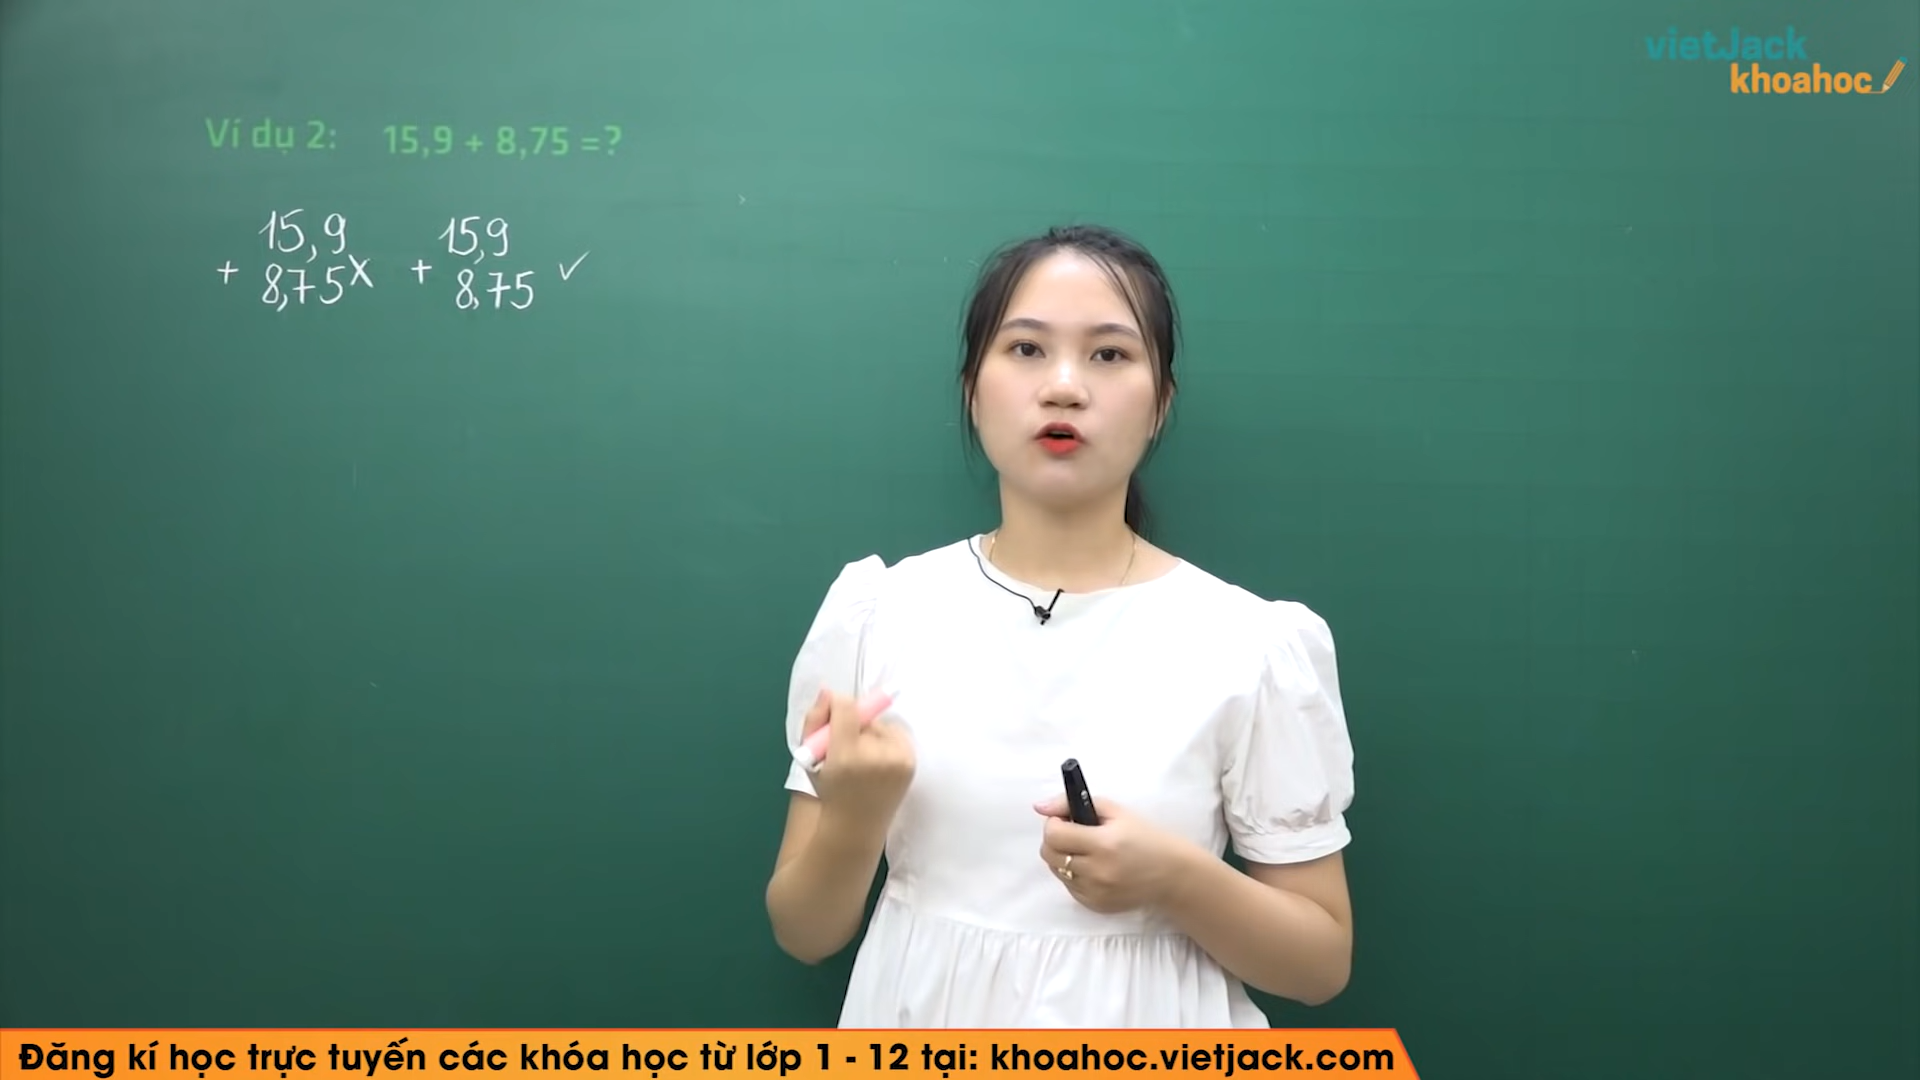 vietJack
khoahoc
Ví dụ 2: 15,9 + 8,75 =?
15,9
+ 8,75 x
15,9
+ 8,75 ✓
Đăng kí học trực tuyến các khóa học từ lớp 1 - 12 tại: khoahoc.vietjack.com